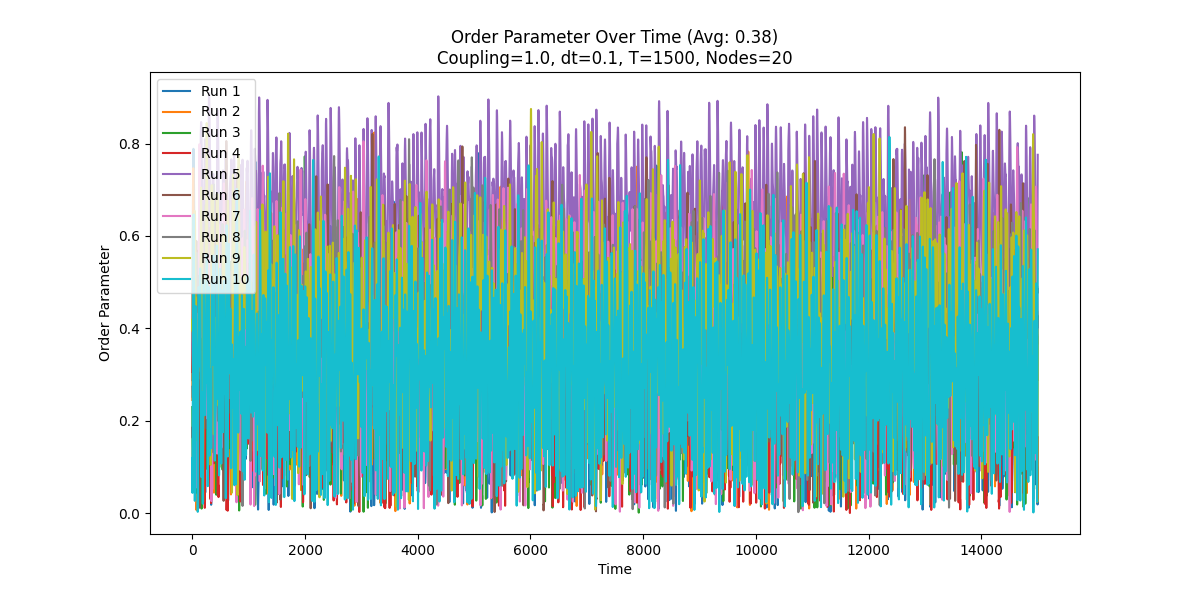 Order Parameter Over Time (Avg: 0.38)
Coupling=1.0, dt=0.1, T=1500, Nodes=20
Run 1
Run 2
Run 3
Run 4
Run 5
Run 6
Run 7
Run 8
Run 9
Run 10
Order Parameter
0.8
0.6
0.4
0.2
0.0
0 2000 4000 6000 8000 10000 12000 14000
Time